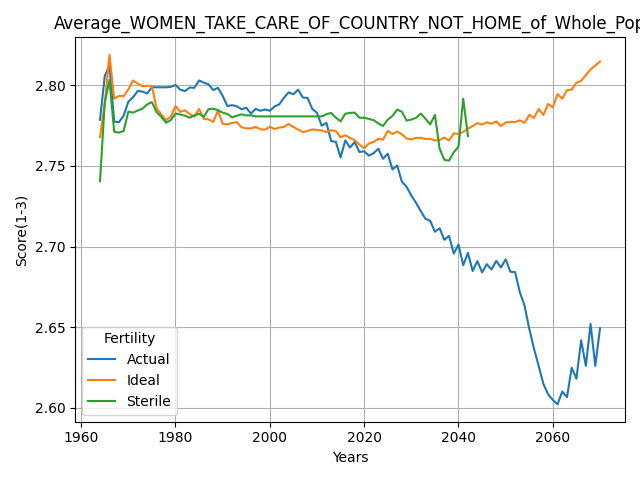 Average_WOMEN_TAKE_CARE_OF_COUNTRY_NOT_HOME_of_Whole_Pop
Score(1-3)
2.80
2.75
2.70
2.65
2.60
Fertility
Actual
Ideal
Sterile
1960 1980 2000 2020 2040 2060
Years